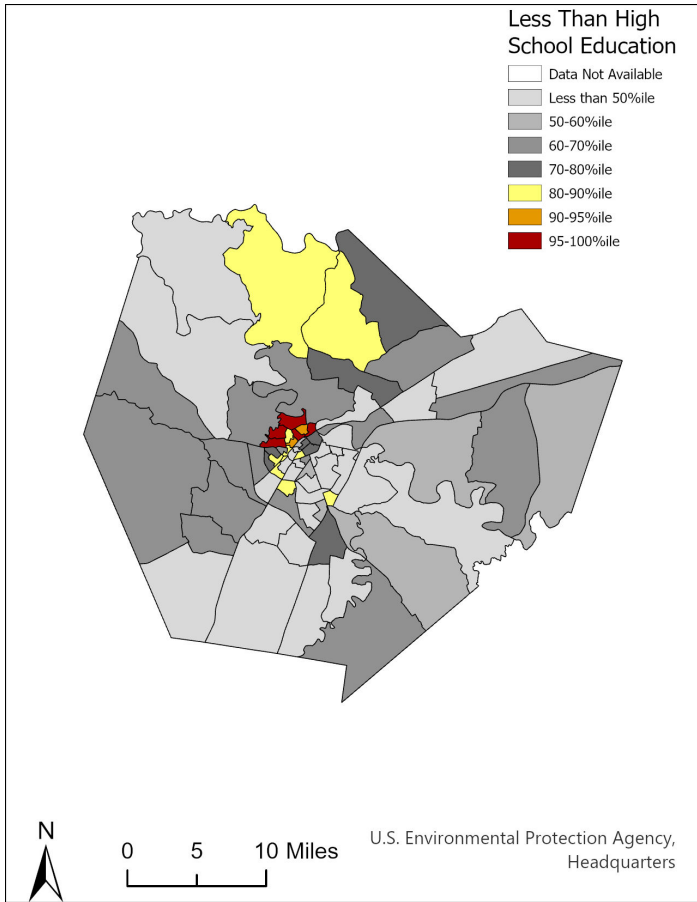 Less Than High
School Education
Data Not Available
Less than 50%ile
50-60%ile
60-70%ile
70-80%ile
80-90%ile
90-95%ile
95-100%ile
N
0 5 10 Miles
U.S. Environmental Protection Agency,
Headquarters